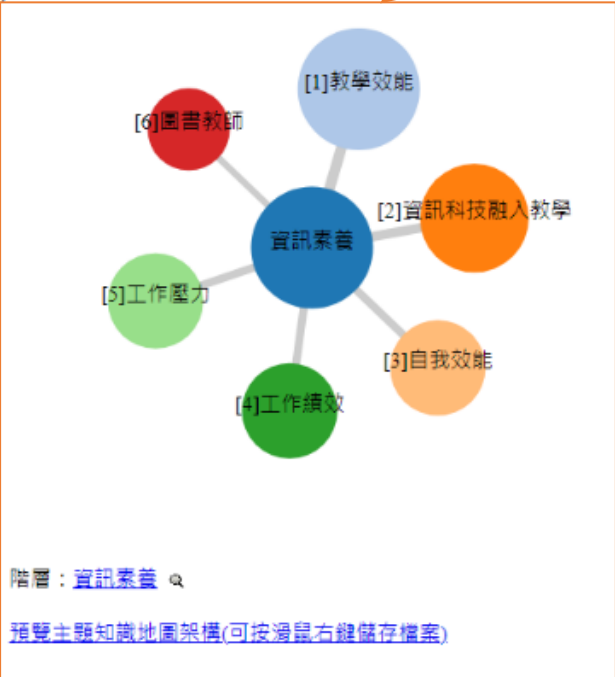 [1]教學效能
[6]圖書教師
[2]資訊科技融入教學
資訊素養
[5]工作壓力
[3]自我效能
[4]工作績效
階層：資訊素養
預覽主題知識地圖架構(可按滑鼠右鍵儲存檔案)